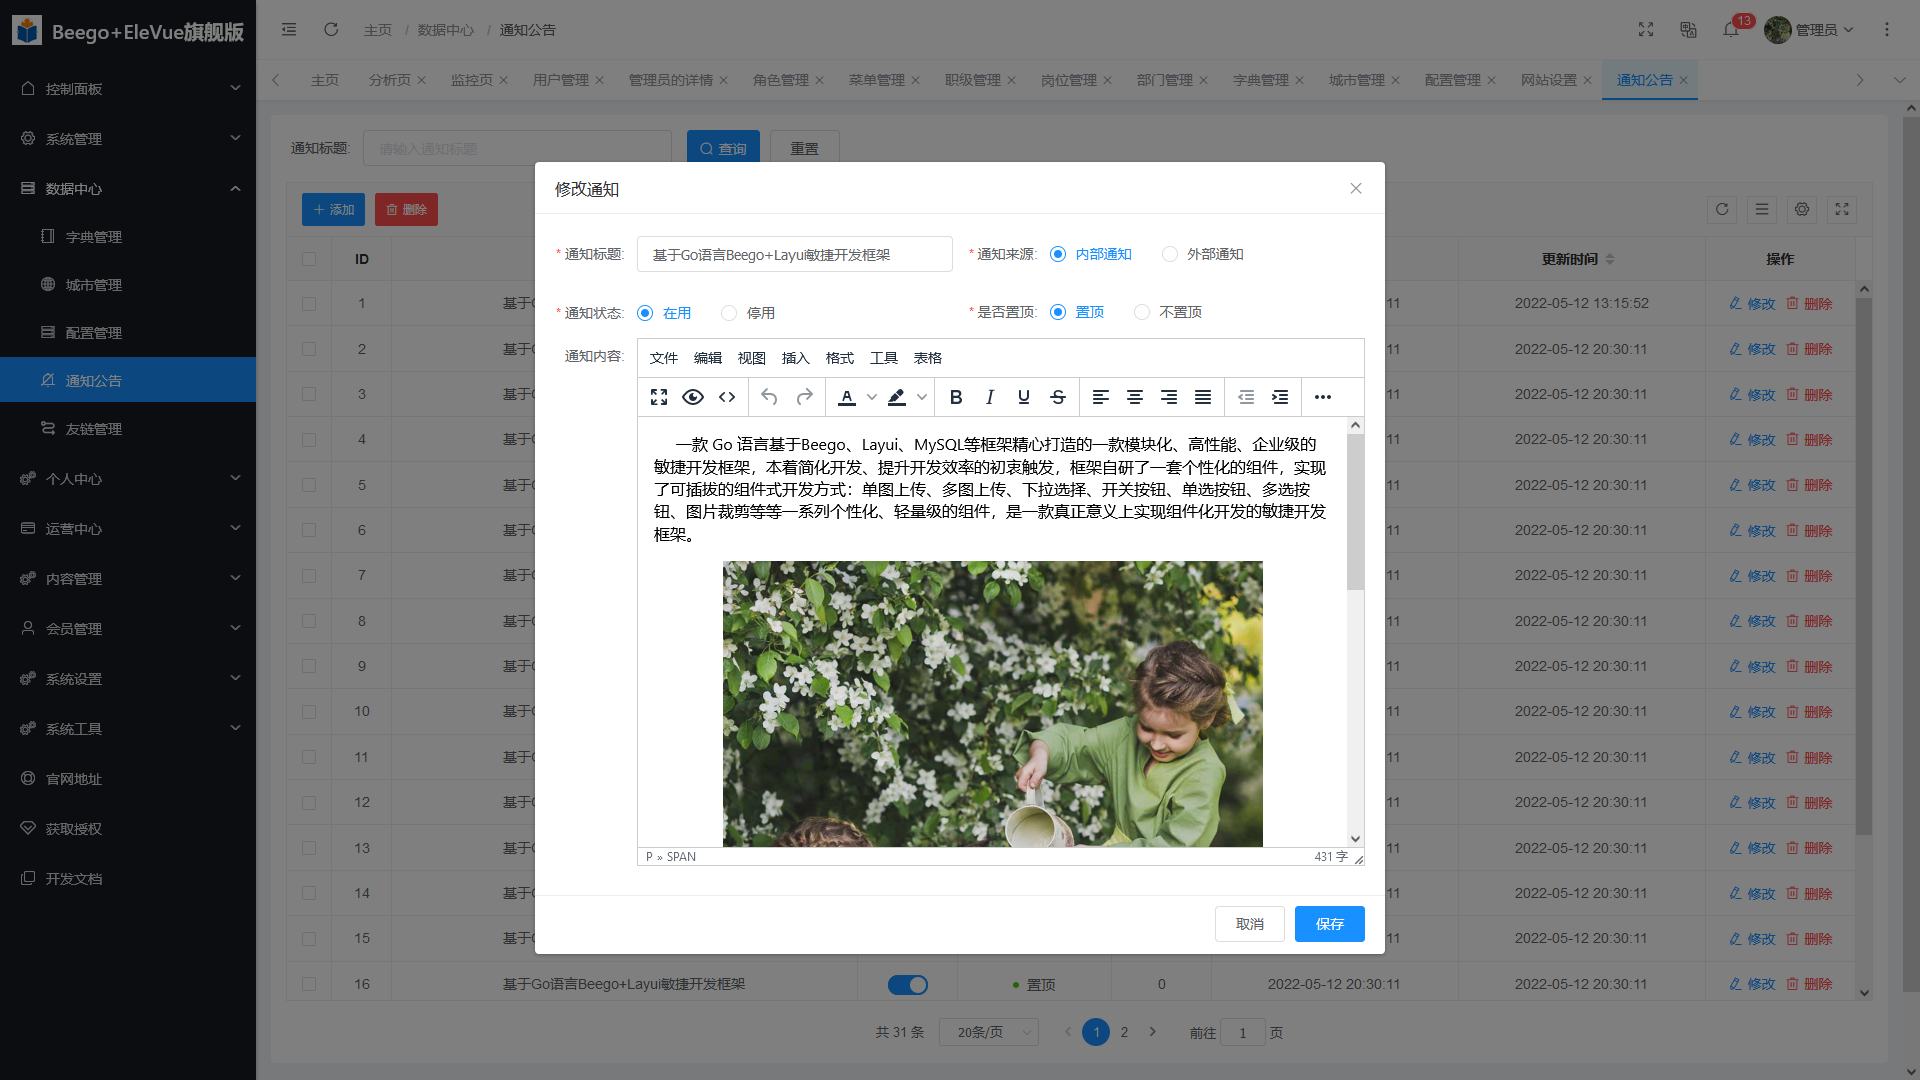 Beego+EleVue旗舰版
主页 / 数据中心 / 通知公告
13
管理员
控制面板
系统管理
数据中心
字典管理
城市管理
配置管理
通知公告
友链管理
个人中心
运营中心
内容管理
会员管理
系统设置
系统工具
官网地址
获取授权
开发文档
主页 分析页 监控页 用户管理 管理员的详情 角色管理 菜单管理 职级管理 岗位管理 部门管理 字典管理 城市管理 配置管理 网站设置 通知公告
通知标题: 请输入通知标题 查询 重置
添加 删除
ID 更新时间 操作
1 基于 11 2022-05-12 13:15:52 修改 删除
2 基于 11 2022-05-12 20:30:11 修改 删除
3 基于 11 2022-05-12 20:30:11 修改 删除
4 基于 11 2022-05-12 20:30:11 修改 删除
5 基于 11 2022-05-12 20:30:11 修改 删除
6 基于 11 2022-05-12 20:30:11 修改 删除
7 基于 11 2022-05-12 20:30:11 修改 删除
8 基于 11 2022-05-12 20:30:11 修改 删除
9 基于 11 2022-05-12 20:30:11 修改 删除
10 基于 11 2022-05-12 20:30:11 修改 删除
11 基于 11 2022-05-12 20:30:11 修改 删除
12 基于 11 2022-05-12 20:30:11 修改 删除
13 基于 11 2022-05-12 20:30:11 修改 删除
14 基于 11 2022-05-12 20:30:11 修改 删除
15 基于 11 2022-05-12 20:30:11 修改 删除
16 基于Go语言Beego+Layui敏捷开发框架 置顶 0 2022-05-12 20:30:11 2022-05-12 20:30:11 修改 删除
共 31 条 20条/页 1 2 前往 1 页
修改通知
* 通知标题: 基于Go语言Beego+Layui敏捷开发框架 * 通知来源: 内部通知 外部通知
* 通知状态: 在用 停用 * 是否置顶: 置顶 不置顶
通知内容: 文件 编辑 视图 插入 格式 工具 表格
A B I U S
一款 Go 语言基于Beego、Layui、MySQL等框架精心打造的一款模块化、高性能、企业级的
敏捷开发框架，本着简化开发、提升开发效率的初衷触发，框架自研了一套个性化的组件，实现
了可插拔的组件式开发方式：单图上传、多图上传、下拉选择、开关按钮、单选按钮、多选按
钮、图片裁剪等等一系列个性化、轻量级的组件，是一款真正意义上实现组件化开发的敏捷开发
框架。
P » SPAN 431 字
取消 保存